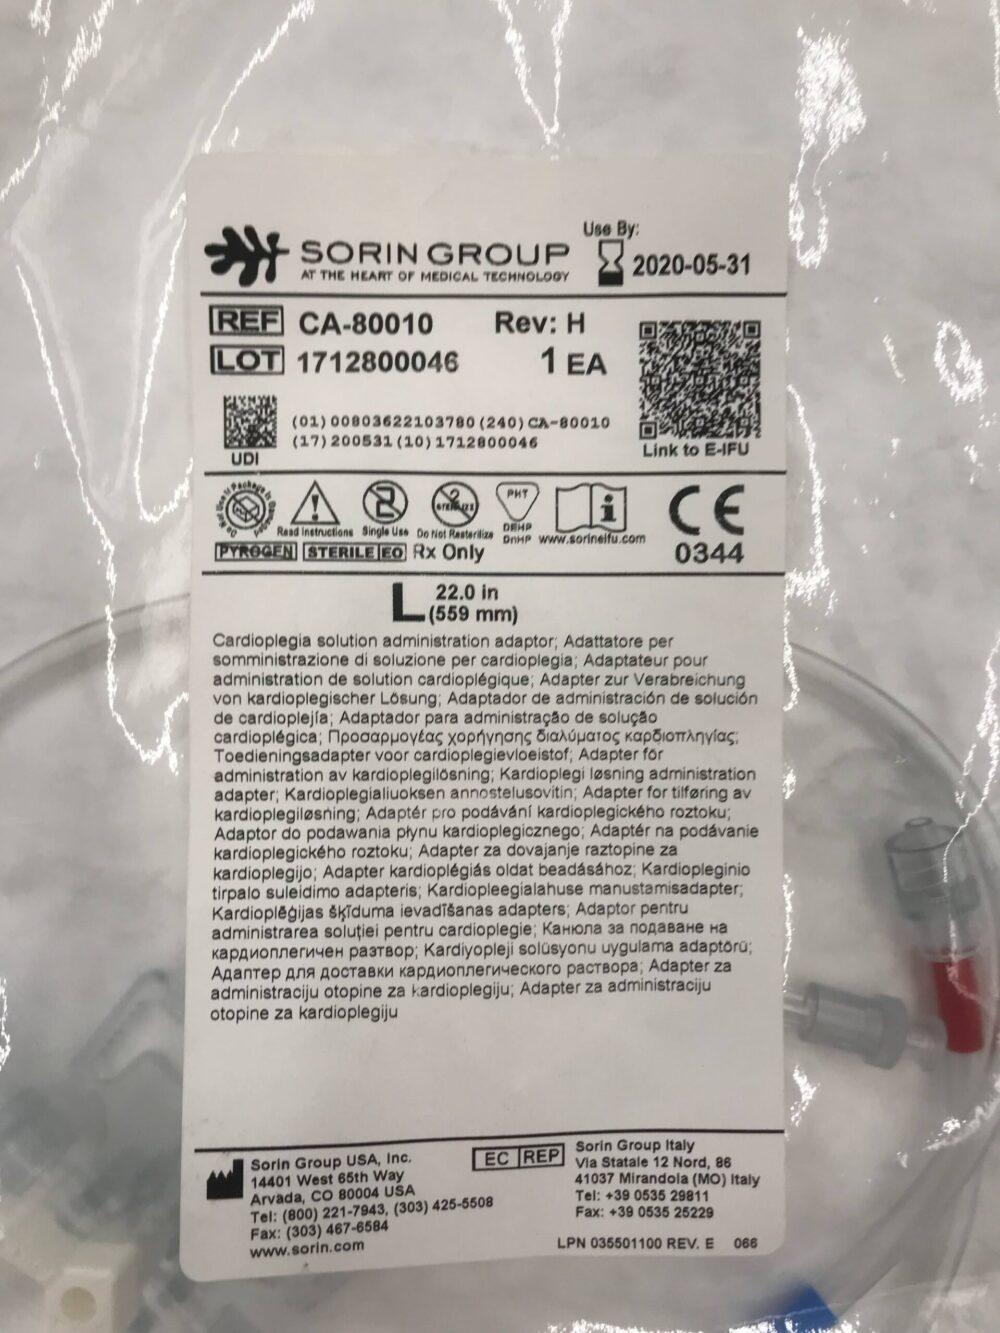 SORIN GROUP
AT THE HEART OF MEDICAL TECHNOLOGY
Use By:
2020-05-31
REF CA-80010 Rev: H
LOT 1712800046 1 EA
(01)00803622103780(240)CA-80010
(17)200531(10)1712800046
UDI
Link to E-IFU
Do Not Use if Package is Damaged
Read Instructions
Single Use
2
STERILIZE
Do Not Resterilize
PHT
DEHP
DnHP
i
www.sorineifu.com
CE
0344
PYROGEN STERILE EO Rx Only
L 22.0 in
(559 mm)
Cardioplegia solution administration adaptor; Adattatore per
somministrazione di soluzione per cardioplegia; Adaptateur pour
administration de solution cardioplégique; Adapter zur Verabreichung
von kardioplegischer Lösung; Adaptador de administración de solución
de cardioplejía; Adaptador para administração de solução
cardioplégica; Προσαρμογέας χορήγησης διαλύματος καρδιοπληγίας;
Toedieningsadapter voor cardioplegievloeistof; Adapter för
administration av kardioplegilösning; Kardioplegi løsning administration
adapter; Kardioplegialiuoksen annostelusovitin; Adapter for tilføring av
kardioplegiløsning; Adaptér pro podávání kardioplegického roztoku;
Adaptor do podawania płynu kardioplegicznego; Adaptér na podávanie
kardioplegického roztoku; Adapter za dovajanje raztopine za
kardioplegijo; Adapter kardioplégiás oldat beadásához; Kardiopleginio
tirpalo suleidimo adapteris; Kardiopleegialahuse manustamisadapter;
Kardioplēģijas šķīduma ievadīšanas adapters; Adaptor pentru
administrarea soluției pentru cardioplegie; Канюла за подаване на
кардиоплегичен разтвор; Kardiyopleji solüsyonu uygulama adaptörü;
Адаптер для доставки кардиоплегического раствора; Adapter za
administraciju otopine za kardioplegiju; Adapter za administraciju
otopine za kardioplegiju
Sorin Group USA, Inc.
14401 West 65th Way
Arvada, CO 80004 USA
Tel: (800) 221-7943, (303) 425-5508
Fax: (303) 467-6584
www.sorin.com
EC REP
Sorin Group Italy
Via Statale 12 Nord, 86
41037 Mirandola (MO) Italy
Tel: +39 0535 29811
Fax: +39 0535 25229
LPN 035501100 REV. E 066